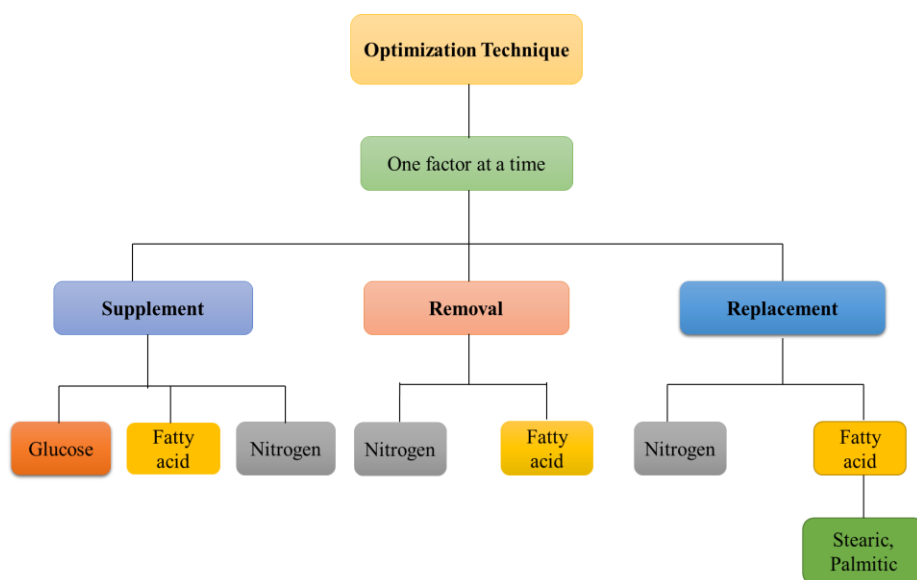 Optimization Technique
One factor at a time
Supplement
Removal
Replacement
Glucose
Fatty
acid
Nitrogen
Nitrogen
Fatty
acid
Nitrogen
Fatty
acid
Stearic,
Palmitic